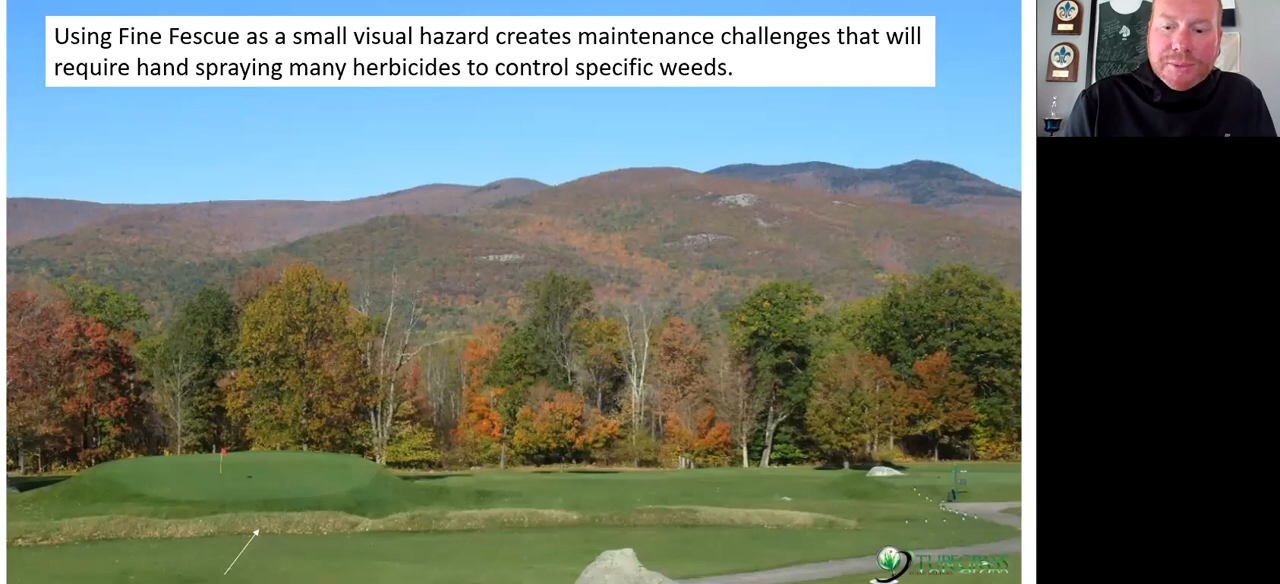 Using Fine Fescue as a small visual hazard creates maintenance challenges that will
require hand spraying many herbicides to control specific weeds.
TURFGRASS